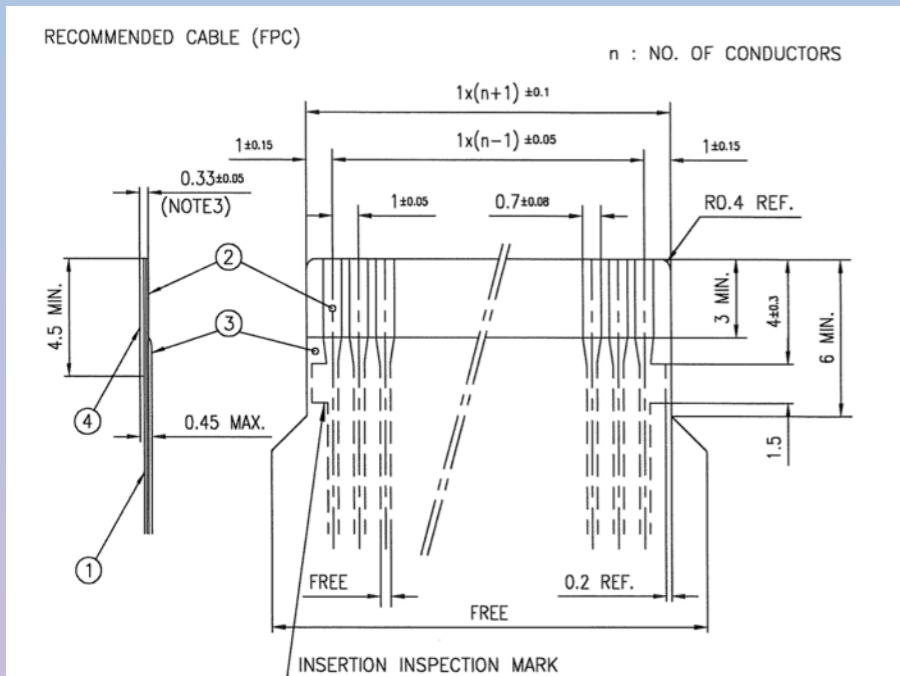 RECOMMENDED CABLE (FPC)
n : NO. OF CONDUCTORS
1x(n+1) ±0.1
1±0.15
1x(n-1) ±0.05
1±0.15
0.33±0.05
(NOTE3)
1±0.05
0.7±0.08
R0.4 REF.
2
4.5 MIN.
3 MIN.
4±0.3
6 MIN.
3
4
0.45 MAX.
1.5
1
FREE
0.2 REF.
FREE
INSERTION INSPECTION MARK